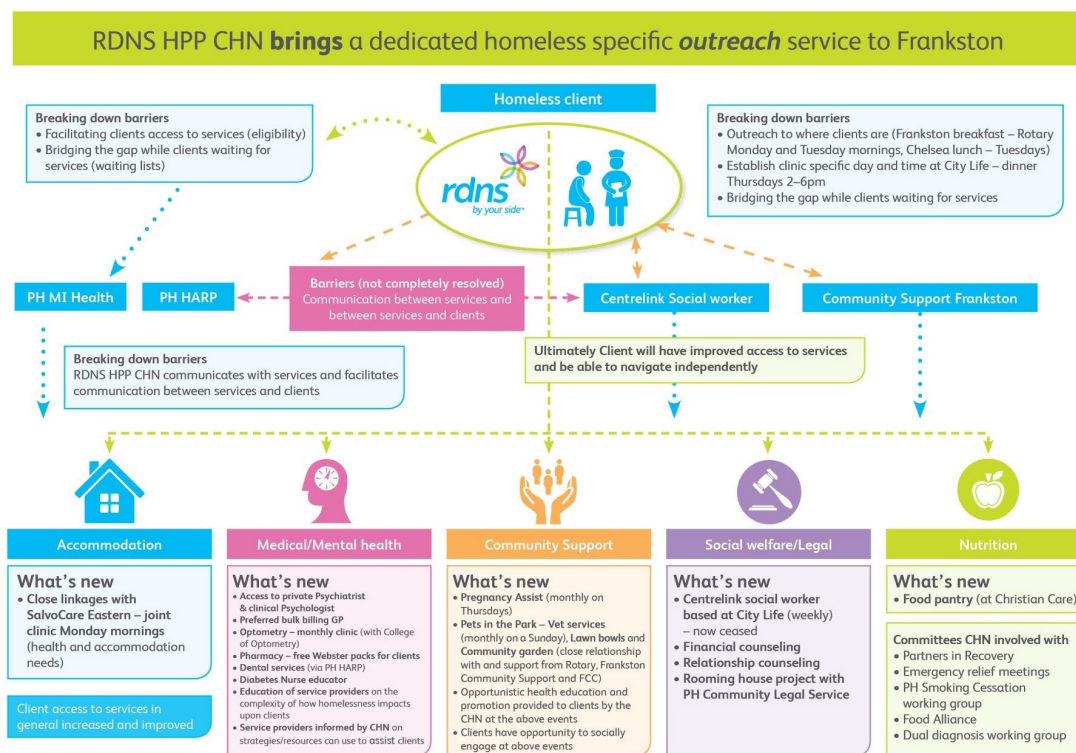 RDNS HPP CHN brings a dedicated homeless specific outreach service to Frankston
Homeless client
Breaking down barriers
• Facilitating clients access to services (eligibility)
• Bridging the gap while clients waiting for
services (waiting lists)
rdns
by your side™
Breaking down barriers
• Outreach to where clients are (Frankston breakfast – Rotary
Monday and Tuesday mornings, Chelsea lunch – Tuesdays)
• Establish clinic specific day and time at City Life – dinner
Thursdays 2–6pm
• Bridging the gap while clients waiting for services
PH MI Health
PH HARP
Barriers (not completely resolved)
Communication between services and
between services and clients
Centrelink Social worker
Community Support Frankston
Breaking down barriers
RDNS HPP CHN communicates with services and facilitates
communication between services and clients
Ultimately Client will have improved access to services
and be able to navigate independently
Accommodation
What's new
• Close linkages with
SalvoCare Eastern – joint
clinic Monday mornings
(health and accommodation
needs)
Client access to services in
general increased and improved
Medical/Mental health
What's new
• Access to private Psychiatrist
& clinical Psychologist
• Preferred bulk billing GP
• Optometry – monthly clinic (with College
of Optometry)
• Pharmacy – free Webster packs for clients
• Dental services (via PH HARP)
• Diabetes Nurse educator
• Education of service providers on the
complexity of how homelessness impacts
upon clients
• Service providers informed by CHN on
strategies/resources can use to assist clients
Community Support
What's new
• Pregnancy Assist (monthly on
Thursdays)
• Pets in the Park – Vet services
(monthly on a Sunday), Lawn bowls and
Community garden (close relationship
with and support from Rotary, Frankston
Community Support and FCC)
• Opportunistic health education and
promotion provided to clients by the
CHN at the above events
• Clients have opportunity to socially
engage at above events
Social welfare/Legal
What's new
• Centrelink social worker
based at City Life (weekly)
– now ceased
• Financial counseling
• Relationship counseling
• Rooming house project with
PH Community Legal Service
Nutrition
What's new
• Food pantry (at Christian Care)
Committees CHN involved with
• Partners in Recovery
• Emergency relief meetings
• PH Smoking Cessation
working group
• Food Alliance
• Dual diagnosis working group